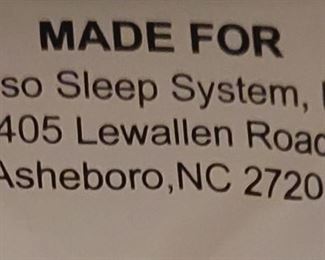 MADE FOR
so Sleep System,
405 Lewallen Road
Asheboro,NC 2720